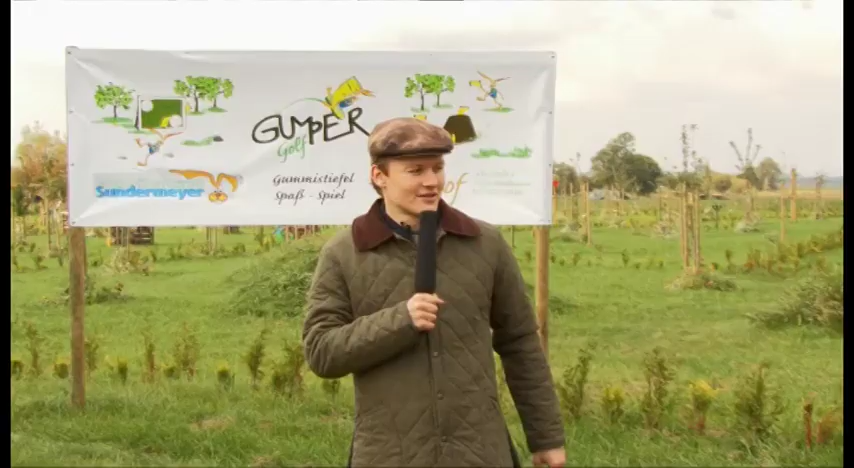 GUMPER
Golf
Gummistiefel
Spaß - Spiel
Sundermeyer